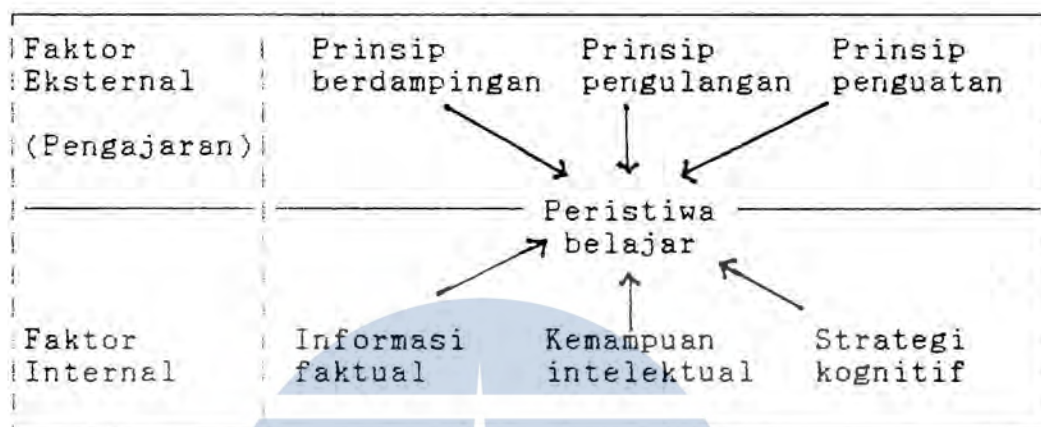 Faktor Prinsip Prinsip Prinsip
Eksternal berdampingan pengulangan penguatan
(Pengajaran)
Peristiwa
belajar
Faktor Informasi Kemampuan Strategi
Internal faktual intelektual kognitif